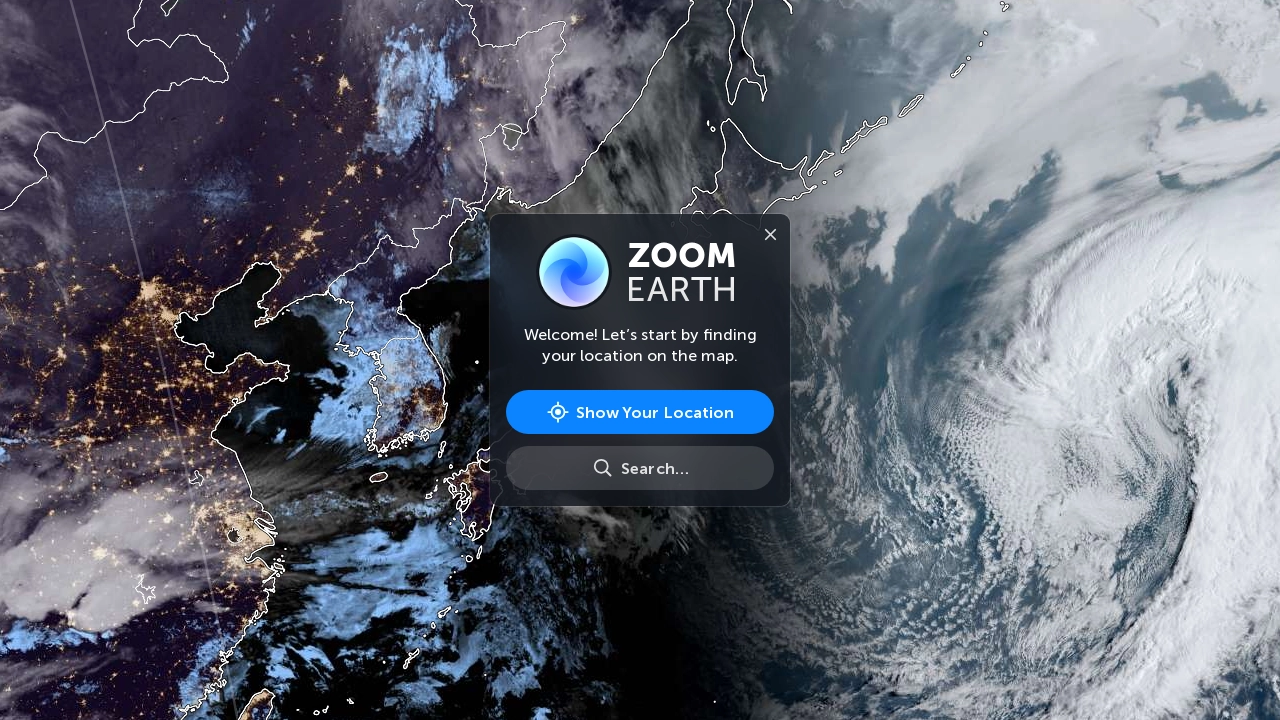 ZOOM
EARTH
Welcome! Let’s start by finding
your location on the map.
Show Your Location
Search...